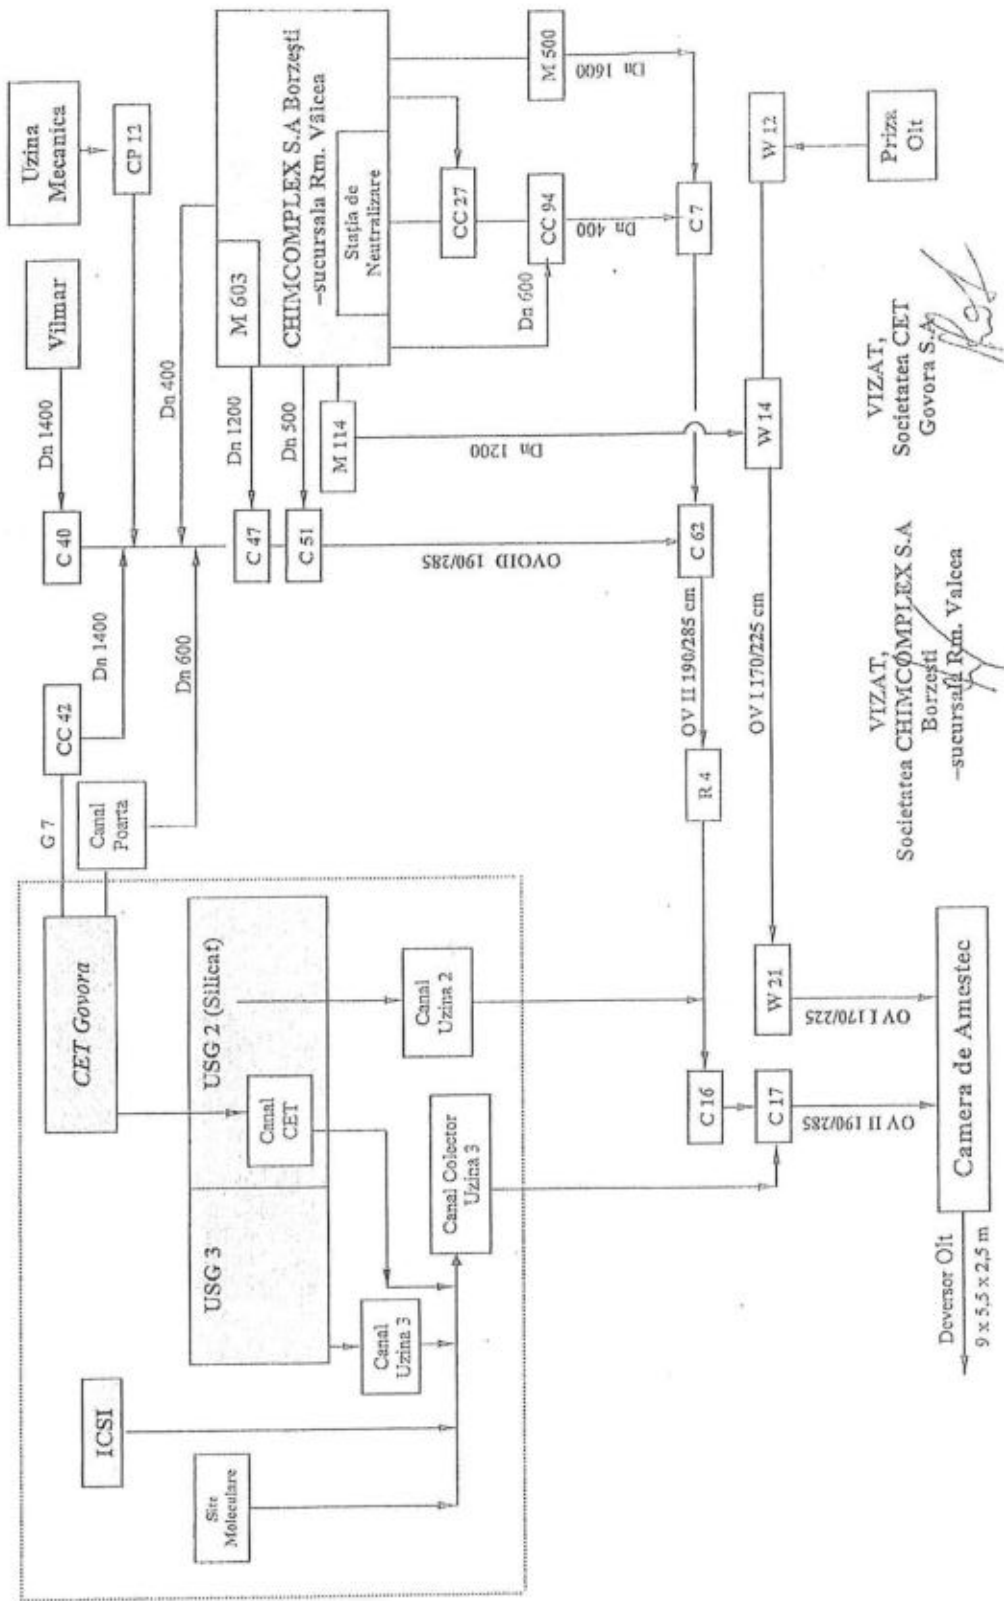 Uzina
Mecanica
CP 12
Vilmar
Dn 1400
C 40
G 7
CC 42
Dn 1400
Canal
Poarta
Dn 600
Dn 400
CET Govora
M 603
CHIMCOMPLEX S.A Borzești
–sucursala Rm. Vâlcea
Stația de
Neutralizare
Dn 1200
C 47
Dn 500
C 51
M 114
Dn 1200
OVOID 190/285
M 500
Dn 1600
CC 27
CC 94
Dn 600
Dn 400
C 7
C 62
OV II 190/285 cm
R 4
USG 3
USG 2 (Silicat)
Canal
CET
ICSI
Site
Moleculare
Canal
Uzina 3
Canal Colector
Uzina 3
Canal
Uzina 2
C 16
C 17
OV II 190/285
W 12
Priza
Olt
W 14
OV I 170/225 cm
W 21
OV I 170/225
Camera de Amestec
Deversor Olt
9 x 5,5 x 2,5 m
VIZAT,
Societatea CHIMCOMPLEX S.A
Borzești
–sucursala Rm. Valcea
VIZAT,
Societatea CET
Govora S.A